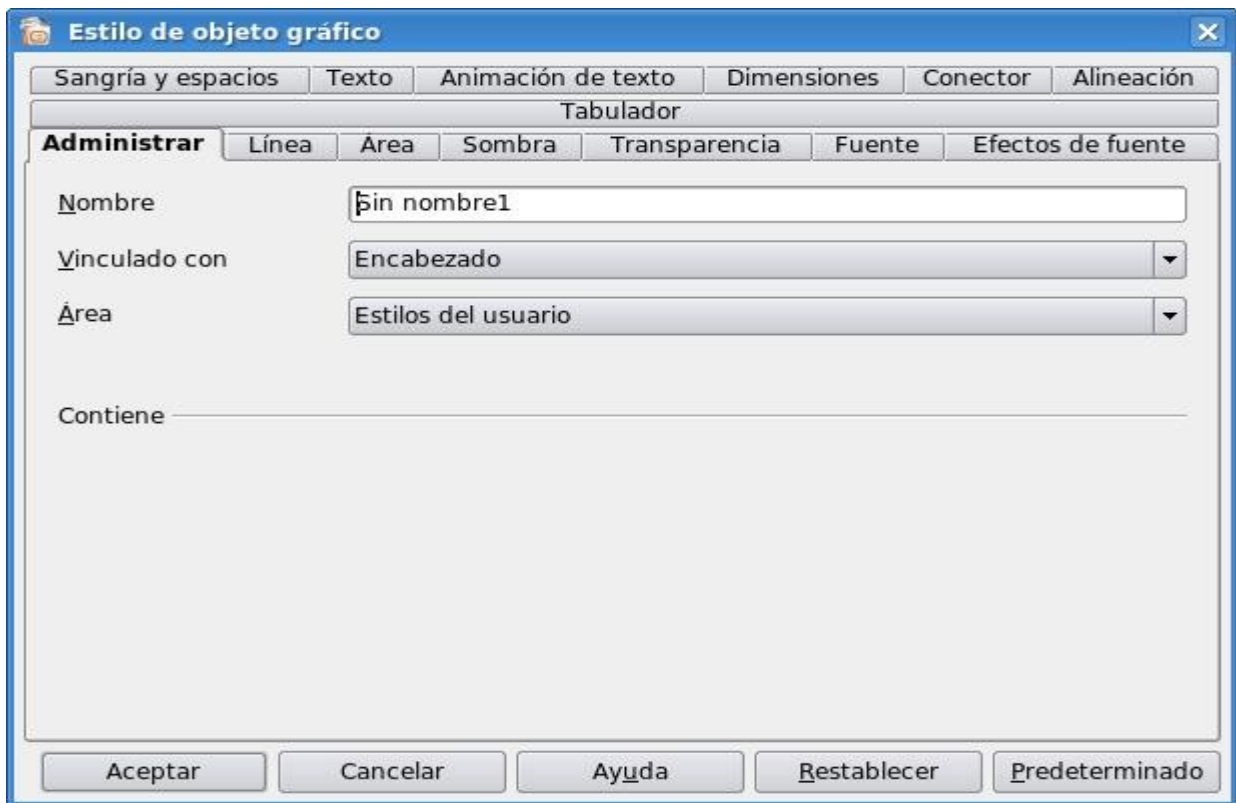 Estilo de objeto gráfico
Sangría y espacios Texto Animación de texto Dimensiones Conector Alineación
Tabulador
Administrar Línea Área Sombra Transparencia Fuente Efectos de fuente
Nombre Sin nombre1
Vinculado con Encabezado
Área Estilos del usuario
Contiene
Aceptar Cancelar Ayuda Restablecer Predeterminado